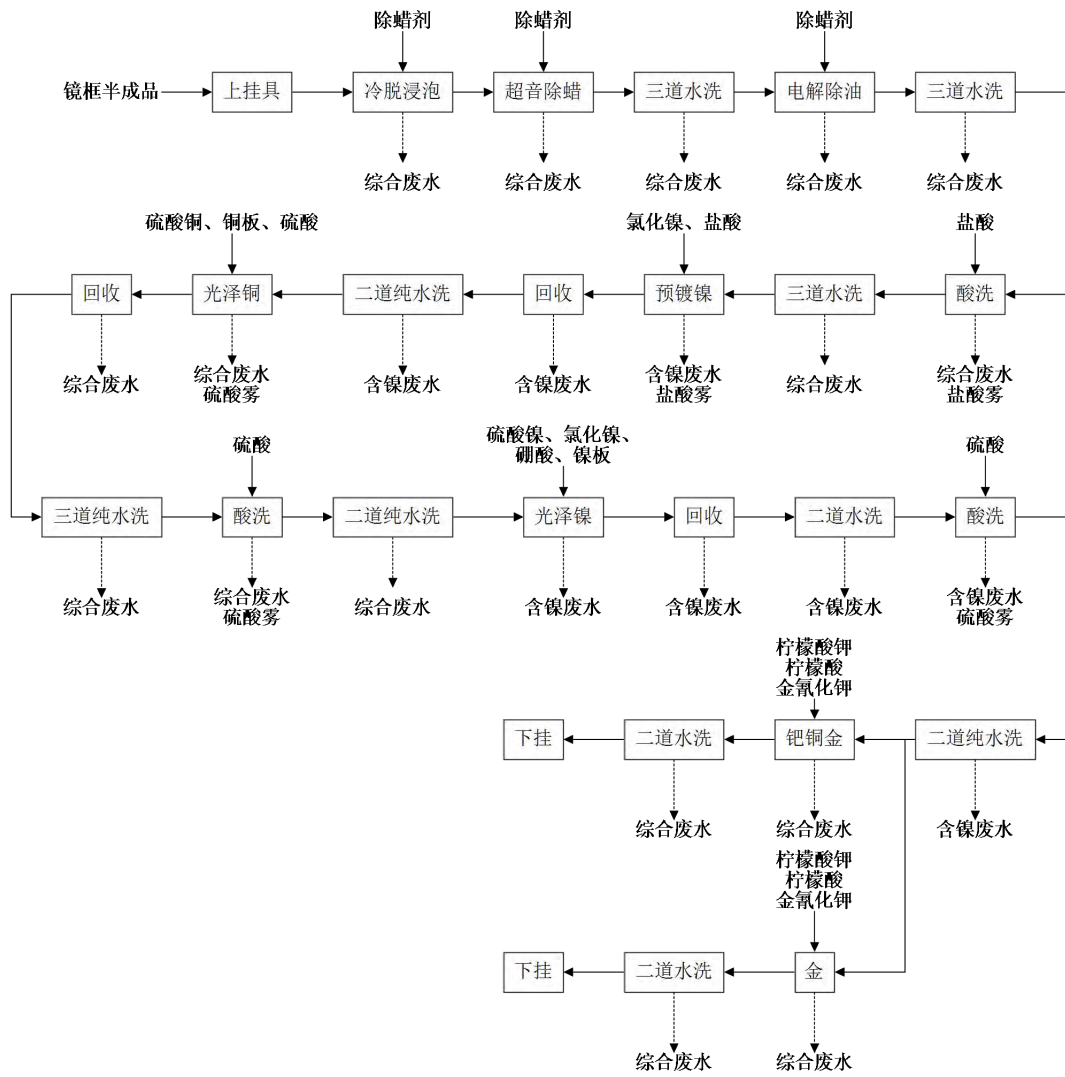 除蜡剂
除蜡剂
除蜡剂
镜框半成品
上挂具
冷脱浸泡
超音除蜡
三道水洗
电解除油
三道水洗
综合废水
综合废水
综合废水
综合废水
综合废水
硫酸铜、铜板、硫酸
氯化镍、盐酸
盐酸
回收
光泽铜
二道纯水洗
回收
预镀镍
三道水洗
酸洗
综合废水
综合废水
硫酸雾
含镍废水
含镍废水
含镍废水
盐酸雾
综合废水
综合废水
盐酸雾
硫酸
硫酸镍、氯化镍、
硼酸、镍板
硫酸
三道纯水洗
酸洗
二道纯水洗
光泽镍
回收
二道水洗
酸洗
综合废水
综合废水
硫酸雾
综合废水
含镍废水
含镍废水
含镍废水
含镍废水
硫酸雾
柠檬酸钾
柠檬酸
金氰化钾
下挂
二道水洗
钯铜金
二道纯水洗
综合废水
综合废水
含镍废水
柠檬酸钾
柠檬酸
金氰化钾
下挂
二道水洗
金
综合废水
综合废水